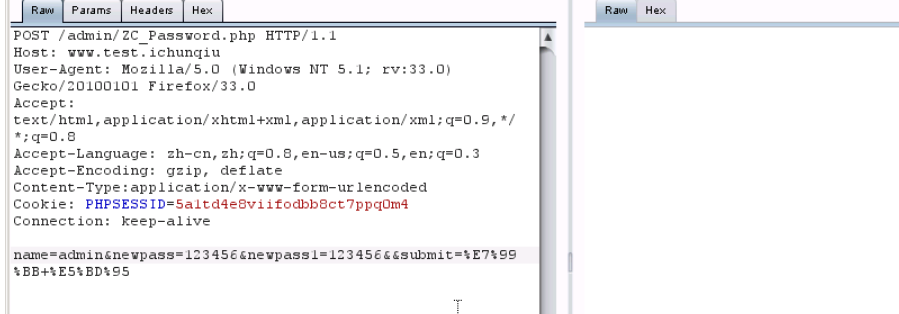 Raw Params Headers Hex Raw Hex
POST /admin/ZC_Password.php HTTP/1.1
Host: www.test.ichunqiu
User-Agent: Mozilla/5.0 (Windows NT 5.1; rv:33.0)
Gecko/20100101 Firefox/33.0
Accept:
text/html,application/xhtml+xml,application/xml;q=0.9,*/
*;q=0.8
Accept-Language: zh-cn,zh;q=0.8,en-us;q=0.5,en;q=0.3
Accept-Encoding: gzip, deflate
Content-Type:application/x-www-form-urlencoded
Cookie: PHPSESSID=5a1td4e8viifodbb8ct7ppq0m4
Connection: keep-alive
name=admin&newpass=123456&newpass1=123456&&submit=%E7%99
%BB+%E5%BD%95